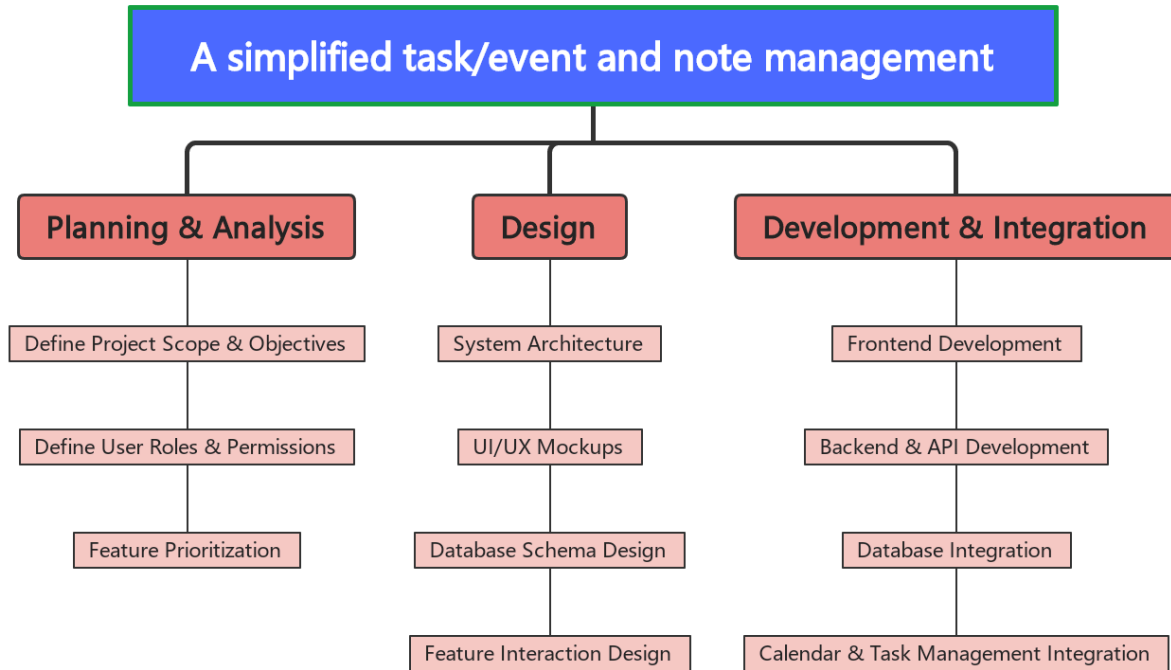 A simplified task/event and note management
Planning & Analysis
Define Project Scope & Objectives
Define User Roles & Permissions
Feature Prioritization
Design
System Architecture
UI/UX Mockups
Database Schema Design
Feature Interaction Design
Development & Integration
Frontend Development
Backend & API Development
Database Integration
Calendar & Task Management Integration